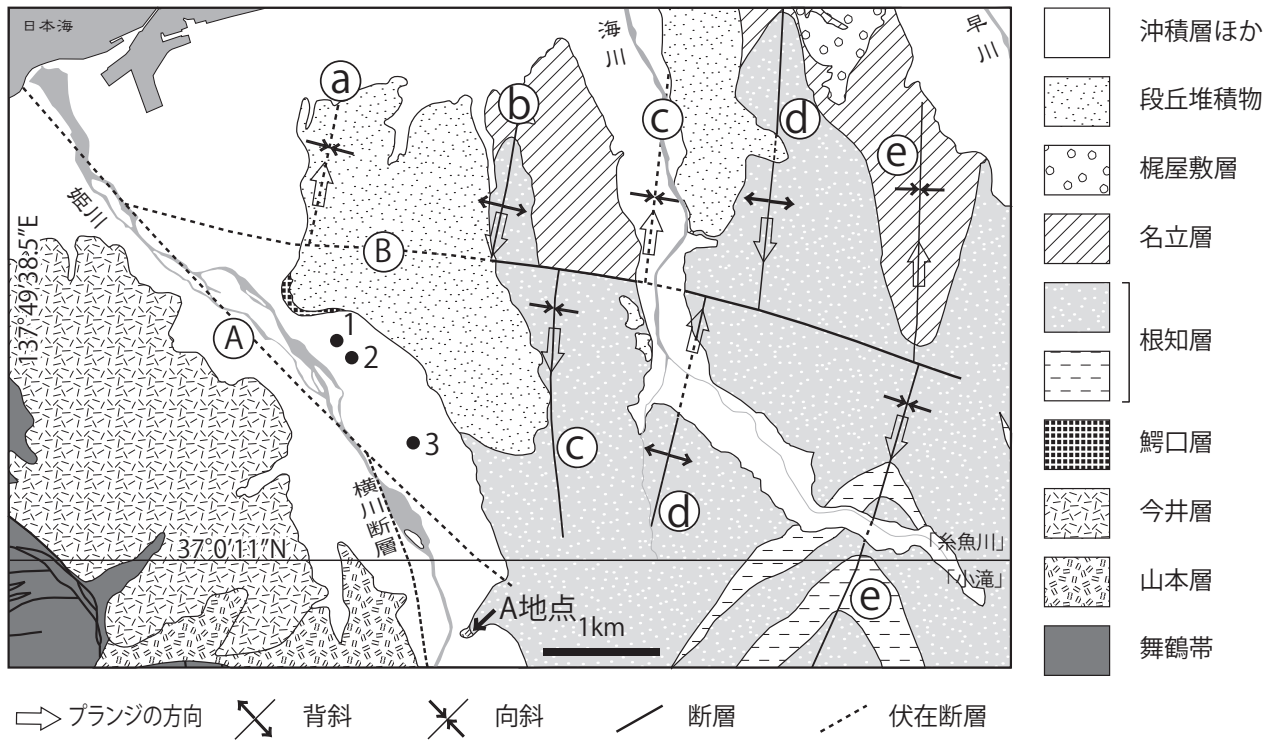 日本海
海川
早川
a
b
c
d
e
姫川
B
137°49′38.5″E
A
1
2
3
c
d
横川断層
37°0′11″N
「糸魚川」
「小滝」
e
A地点
1km
沖積層ほか
段丘堆積物
梶屋敷層
名立層
根知層
鰐口層
今井層
山本層
舞鶴帯
プランジの方向
背斜
向斜
断層
伏在断層